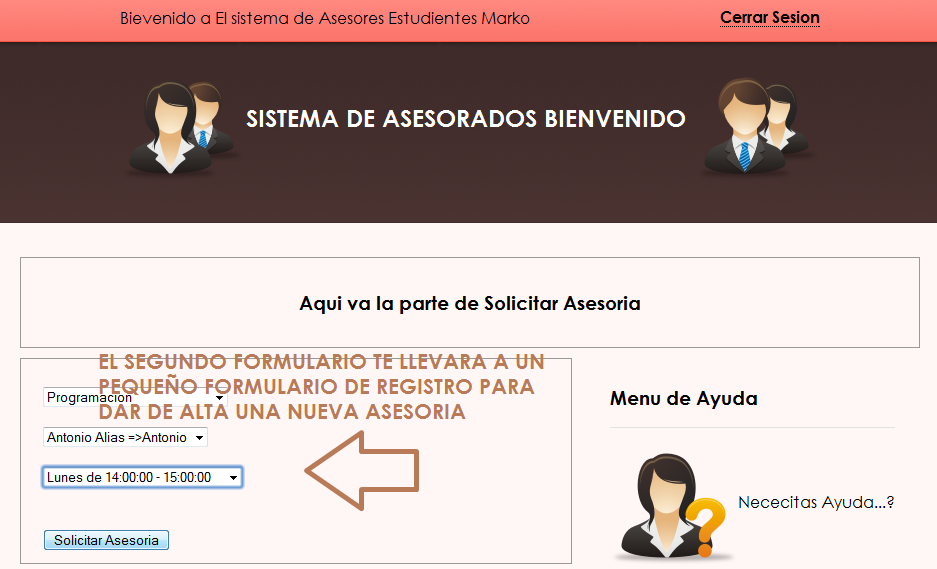 Bievenido a El sistema de Asesores Estudientes Marko
Cerrar Sesion
SISTEMA DE ASESORADOS BIENVENIDO
Aqui va la parte de Solicitar Asesoria
EL SEGUNDO FORMULARIO TE LLEVARA A UN
PEQUEÑO FORMULARIO DE REGISTRO PARA
DAR DE ALTA UNA NUEVA ASESORIA
Programacion
Antonio Alias =>Antonio
Lunes de 14:00:00 - 15:00:00
Solicitar Asesoria
Menu de Ayuda
Nececitas Ayuda...?